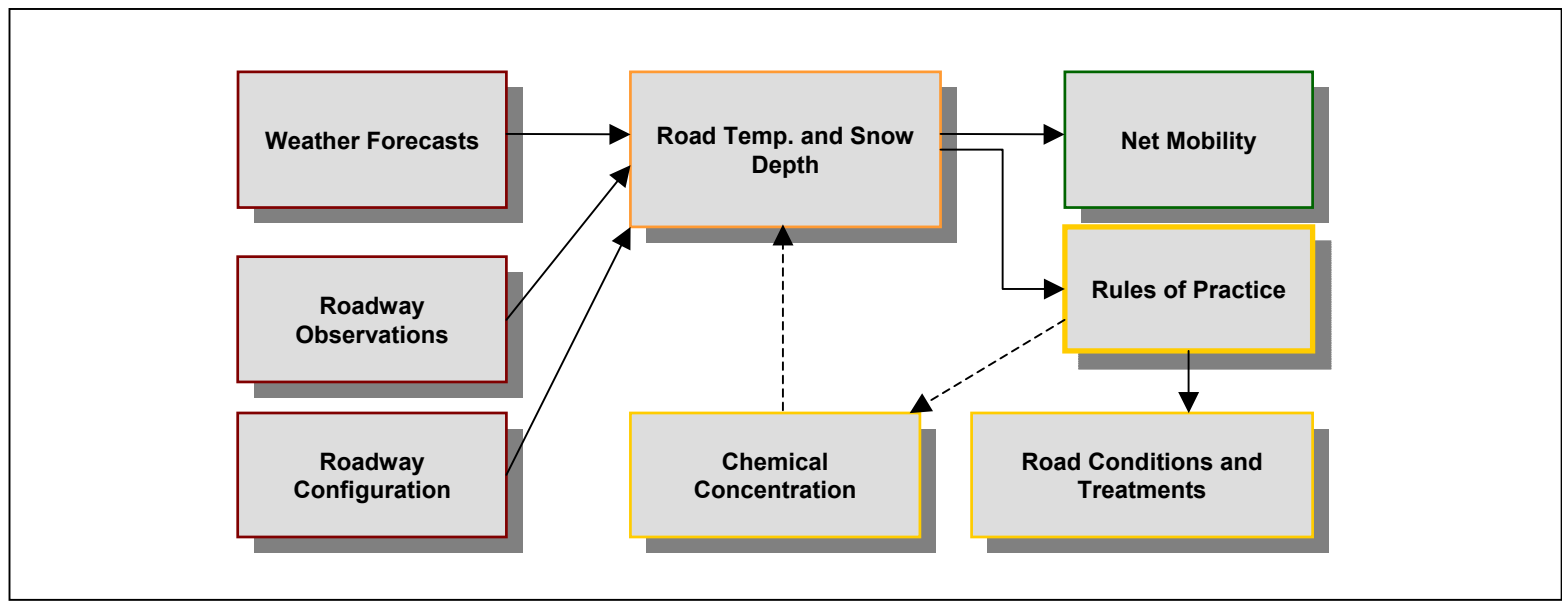 Weather Forecasts
Road Temp. and Snow
Depth
Net Mobility
Roadway
Observations
Rules of Practice
Roadway
Configuration
Chemical
Concentration
Road Conditions and
Treatments